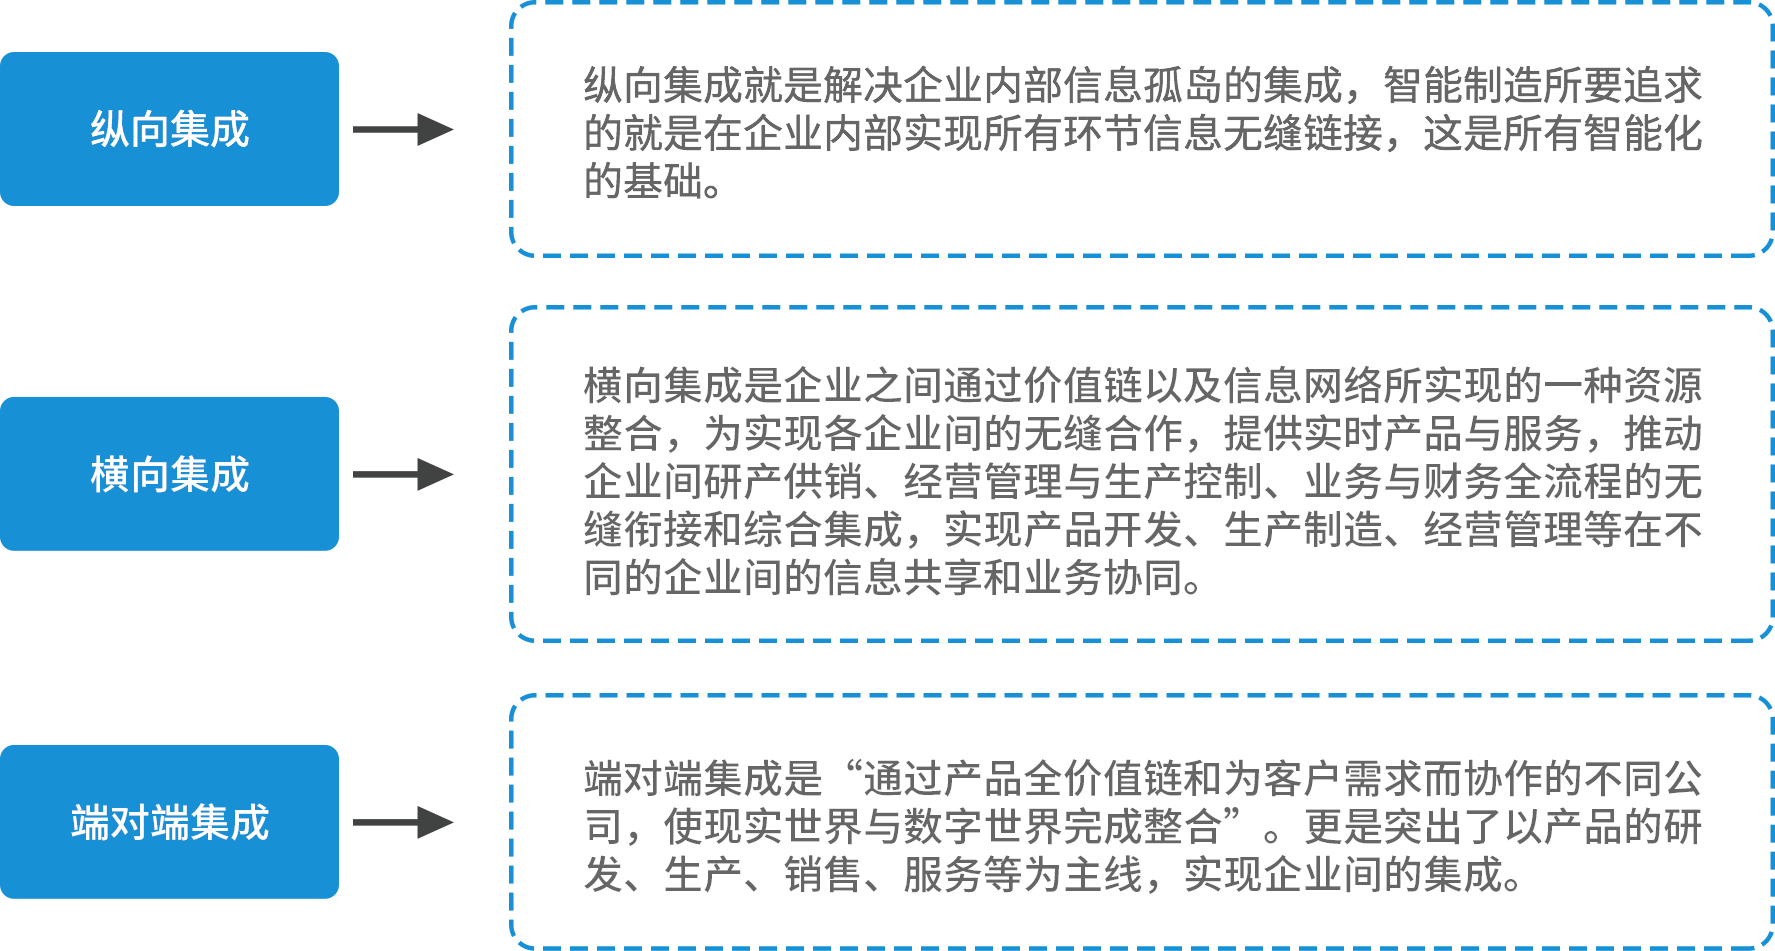 纵向集成
纵向集成就是解决企业内部信息孤岛的集成，智能制造所要追求
的就是在企业内部实现所有环节信息无缝链接，这是所有智能化
的基础。
横向集成
横向集成是企业之间通过价值链以及信息网络所实现的一种资源
整合，为实现各企业间的无缝合作，提供实时产品与服务，推动
企业间研产供销、经营管理与生产控制、业务与财务全流程的无
缝衔接和综合集成，实现产品开发、生产制造、经营管理等在不
同的企业间的信息共享和业务协同。
端对端集成
端对端集成是“通过产品全价值链和为客户需求而协作的不同公
司，使现实世界与数字世界完成整合”。更是突出了以产品的研
发、生产、销售、服务等为主线，实现企业间的集成。